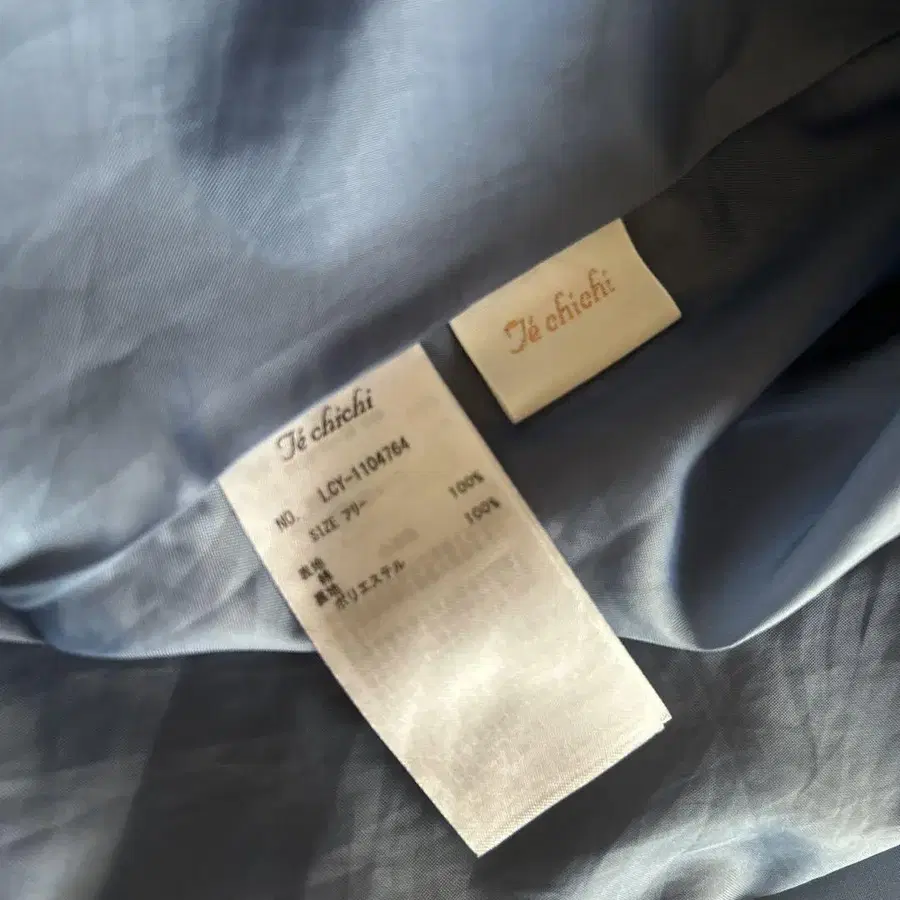 Té chichi
Té chichi
NO. LCY-1104764
SIZE フリー
表地
綿 100%
裏地
ポリエステル 100%